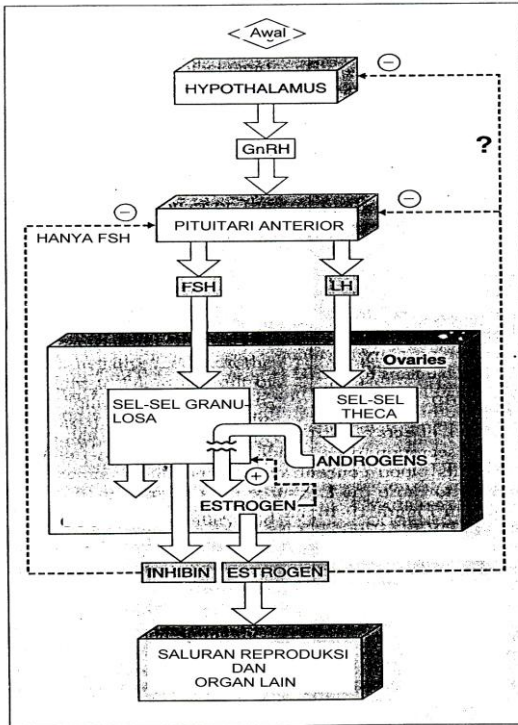 Awal
HYPOTHALAMUS
GnRH
?
PITUITARI ANTERIOR
HANYA FSH
FSH
LH
Ovaries
SEL-SEL GRANU-
LOSA
SEL-SEL
THECA
ANDROGENS
+
ESTROGEN
INHIBIN
ESTROGEN
SALURAN REPRODUKSI
DAN
ORGAN LAIN